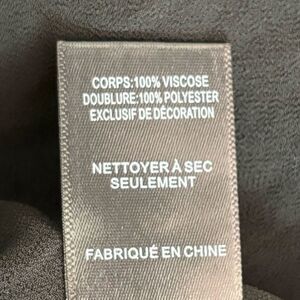 CORPS:100% VISCOSE
DOUBLURE:100% POLYESTER
EXCLUSIF DE DÉCORATION
NETTOYER À SEC
SEULEMENT
FABRIQUÉ EN CHINE